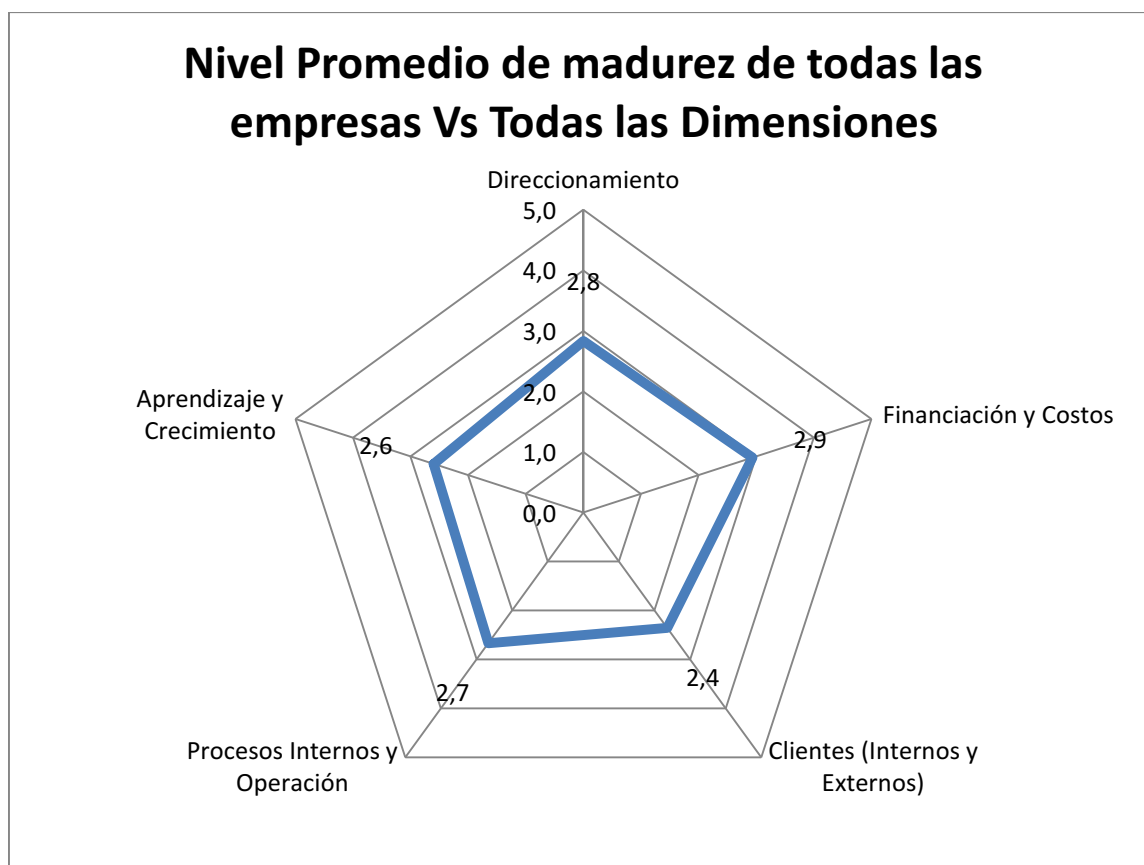 Nivel Promedio de madurez de todas las
empresas Vs Todas las Dimensiones
Direccionamiento
5,0
4,0
2,8
3,0
2,0
1,0
0,0
Aprendizaje y
Crecimiento
2,6
2,9
Financiación y Costos
2,7
2,4
Procesos Internos y
Operación
Clientes (Internos y
Externos)